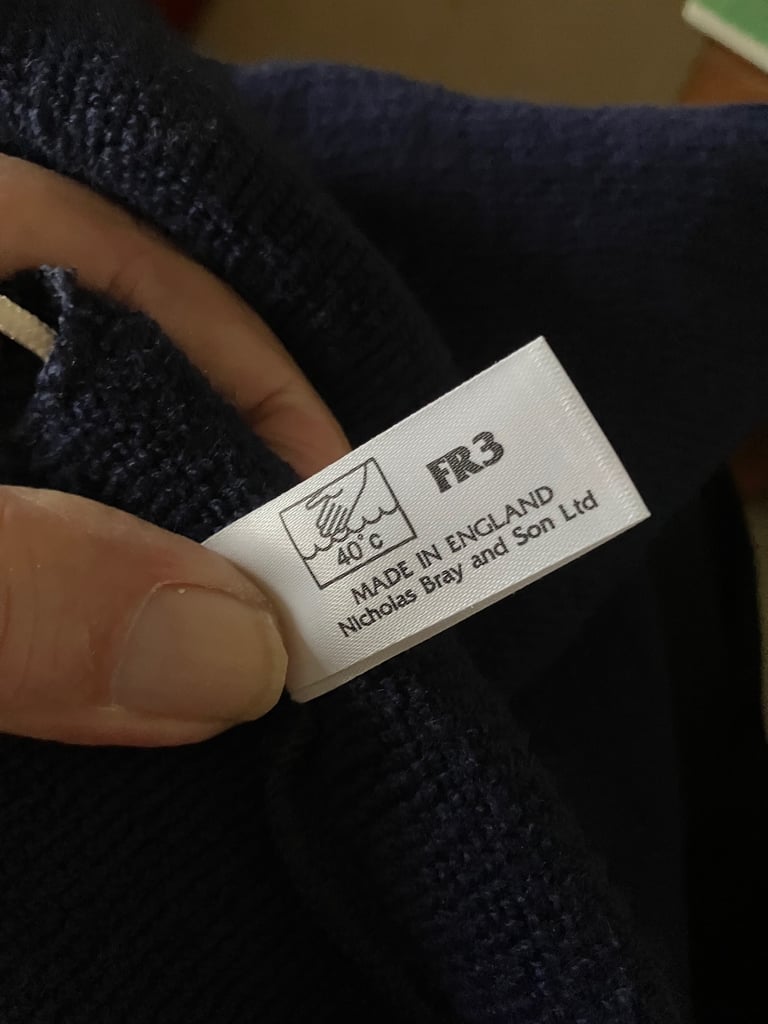 FR3
40°C
MADE IN ENGLAND
Nicholas Bray and Son Ltd